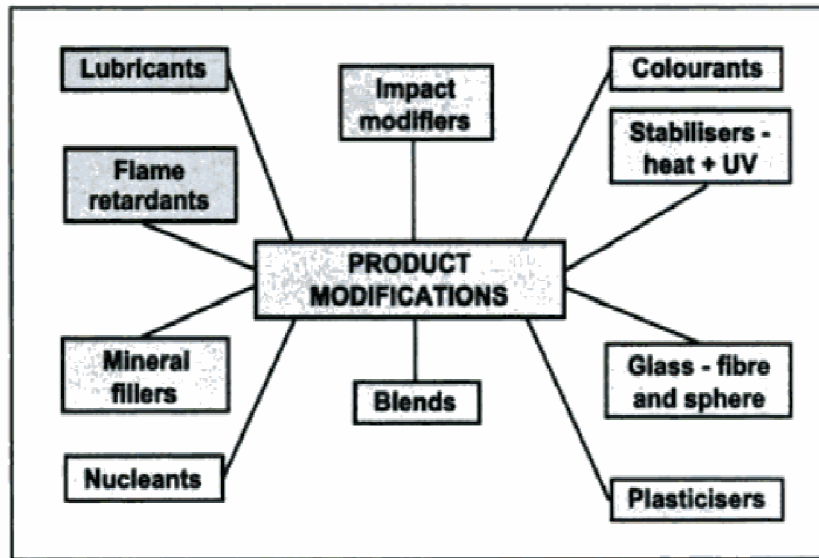 Lubricants
Impact
modifiers
Colourants
Stabilisers -
heat + UV
Flame
retardants
PRODUCT
MODIFICATIONS
Mineral
fillers
Blends
Glass - fibre
and sphere
Nucleants
Plasticisers